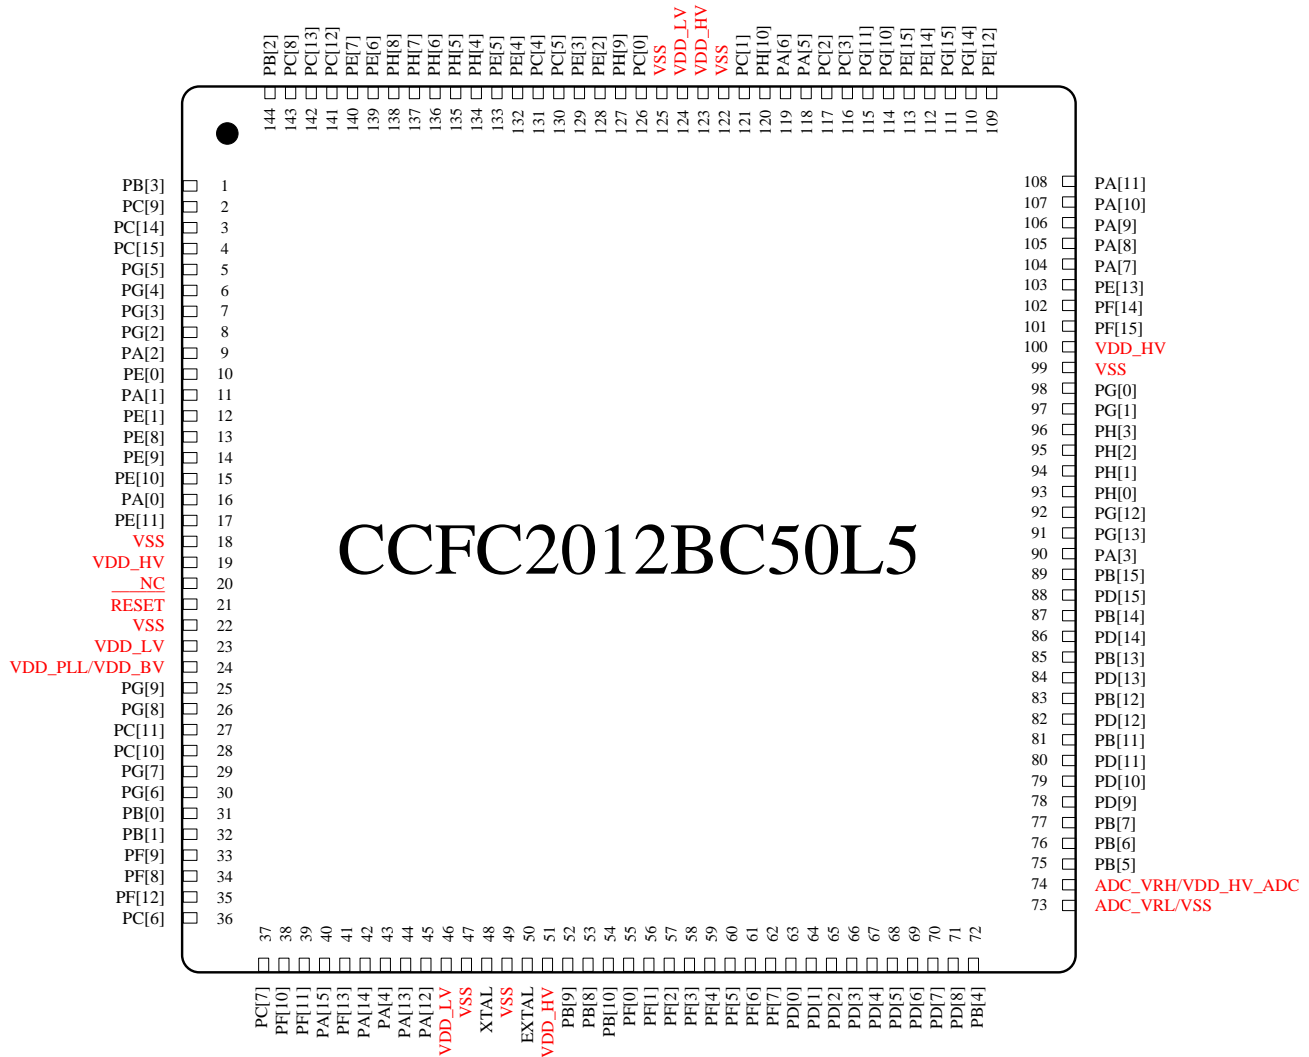 PB[2] PC[8] PC[13] PC[12] PE[7] PE[6] PH[8] PH[7] PH[6] PH[5] PH[4] PE[5] PE[4] PC[4] PC[5] PE[3] PE[2] PH[9] PC[0] VSS VDD_LV VDD_HV VSS PC[1] PH[10] PA[6] PA[5] PC[2] PC[3] PG[11] PG[10] PE[15] PE[14] PG[15] PG[14] PE[12]
144 143 142 141 140 139 138 137 136 135 134 133 132 131 130 129 128 127 126 125 124 123 122 121 120 119 118 117 116 115 114 113 112 111 110 109
PB[3] 1
PC[9] 2
PC[14] 3
PC[15] 4
PG[5] 5
PG[4] 6
PG[3] 7
PG[2] 8
PA[2] 9
PE[0] 10
PA[1] 11
PE[1] 12
PE[8] 13
PE[9] 14
PE[10] 15
PA[0] 16
PE[11] 17
VSS 18
VDD_HV 19
NC 20
RESET 21
VSS 22
VDD_LV 23
VDD_PLL/VDD_BV 24
PG[9] 25
PG[8] 26
PC[11] 27
PC[10] 28
PG[7] 29
PG[6] 30
PB[0] 31
PB[1] 32
PF[9] 33
PF[8] 34
PF[12] 35
PC[6] 36
CCFC2012BC50L5
108 PA[11]
107 PA[10]
106 PA[9]
105 PA[8]
104 PA[7]
103 PE[13]
102 PF[14]
101 PF[15]
100 VDD_HV
99 VSS
98 PG[0]
97 PG[1]
96 PH[3]
95 PH[2]
94 PH[1]
93 PH[0]
92 PG[12]
91 PG[13]
90 PA[3]
89 PB[15]
88 PD[15]
87 PB[14]
86 PD[14]
85 PB[13]
84 PD[13]
83 PB[12]
82 PD[12]
81 PB[11]
80 PD[11]
79 PD[10]
78 PD[9]
77 PB[7]
76 PB[6]
75 PB[5]
74 ADC_VRH/VDD_HV_ADC
73 ADC_VRL/VSS
37 38 39 40 41 42 43 44 45 46 47 48 49 50 51 52 53 54 55 56 57 58 59 60 61 62 63 64 65 66 67 68 69 70 71 72
PC[7] PF[10] PF[11] PA[15] PF[13] PA[14] PA[4] PA[13] PA[12] VDD_LV VSS XTAL VSS EXTAL VDD_HV PB[9] PB[8] PB[10] PF[0] PF[1] PF[2] PF[3] PF[4] PF[5] PF[6] PF[7] PD[0] PD[1] PD[2] PD[3] PD[4] PD[5] PD[6] PD[7] PD[8] PB[4]